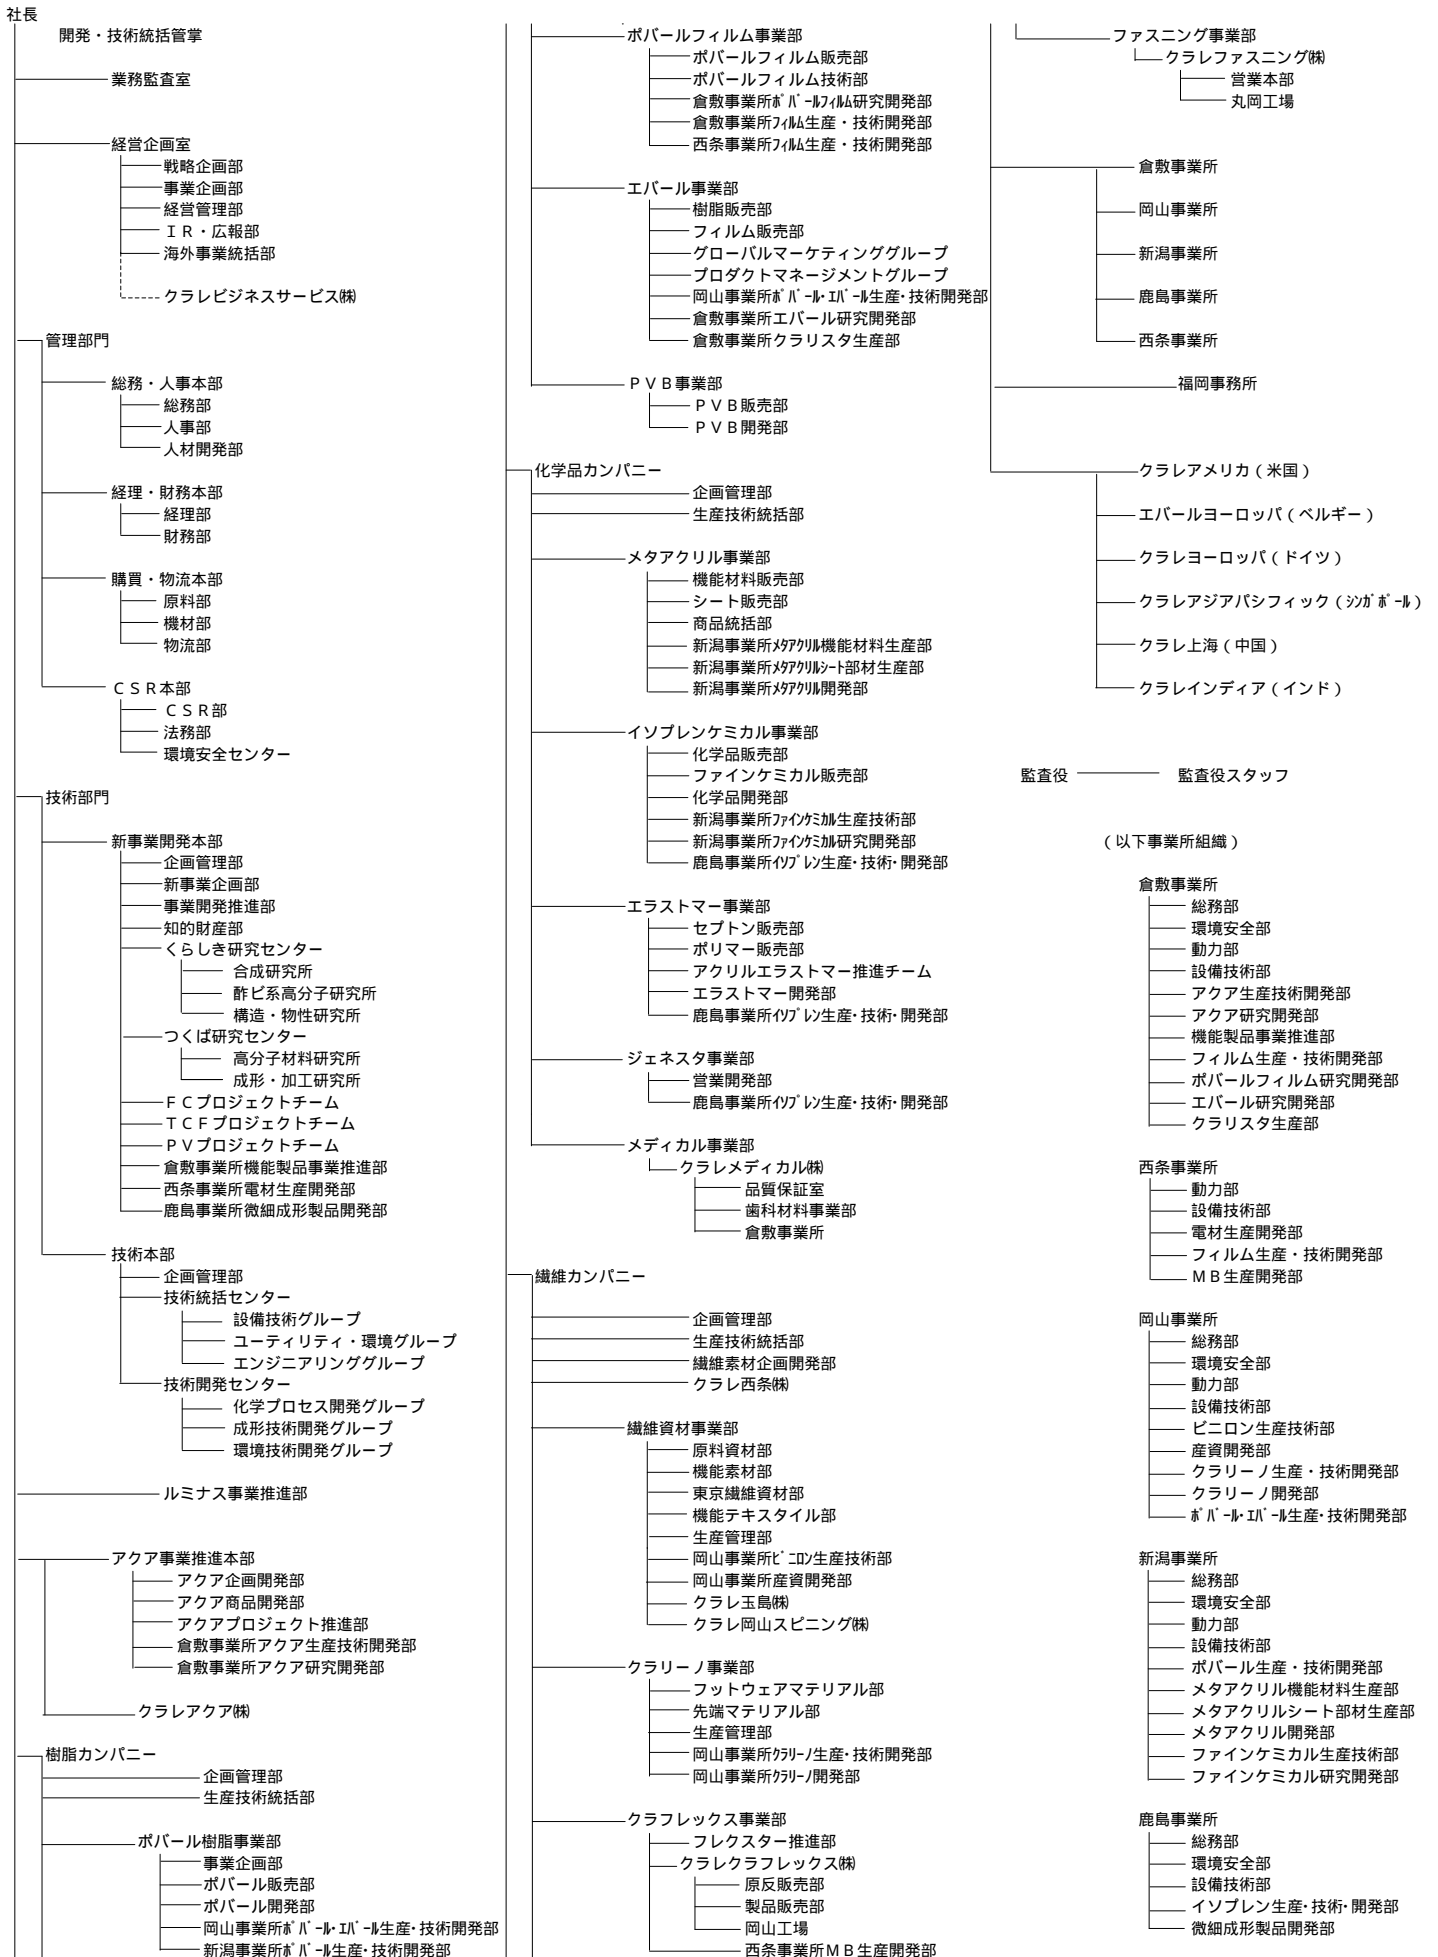 社長
開発・技術統括管掌
業務監査室
経営企画室
戦略企画部
事業企画部
経営管理部
ＩＲ・広報部
海外事業統括部
クラレビジネスサービス㈱
管理部門
総務・人事本部
総務部
人事部
人材開発部
経理・財務本部
経理部
財務部
購買・物流本部
原料部
機材部
物流部
ＣＳＲ本部
ＣＳＲ部
法務部
環境安全センター
技術部門
新事業開発本部
企画管理部
新事業企画部
事業開発推進部
知的財産部
くらしき研究センター
合成研究所
酢ビ系高分子研究所
構造・物性研究所
つくば研究センター
高分子材料研究所
成形・加工研究所
ＦＣプロジェクトチーム
ＴＣＦプロジェクトチーム
ＰＶプロジェクトチーム
倉敷事業所機能製品事業推進部
西条事業所電材生産開発部
鹿島事業所微細成形製品開発部
技術本部
企画管理部
技術統括センター
設備技術グループ
ユーティリティ・環境グループ
エンジニアリンググループ
技術開発センター
化学プロセス開発グループ
成形技術開発グループ
環境技術開発グループ
ルミナス事業推進部
アクア事業推進本部
アクア企画開発部
アクア商品開発部
アクアプロジェクト推進部
倉敷事業所アクア生産技術開発部
倉敷事業所アクア研究開発部
クラレアクア㈱
樹脂カンパニー
企画管理部
生産技術統括部
ポバール樹脂事業部
事業企画部
ポバール販売部
ポバール開発部
岡山事業所ﾎﾟﾊﾞｰﾙ･ｴﾊﾞｰﾙ生産･技術開発部
新潟事業所ﾎﾟﾊﾞｰﾙ生産･技術開発部
ポバールフィルム事業部
ポバールフィルム販売部
ポバールフィルム技術部
倉敷事業所ﾎﾟﾊﾞｰﾙﾌｨﾙﾑ研究開発部
倉敷事業所ﾌｨﾙﾑ生産・技術開発部
西条事業所ﾌｨﾙﾑ生産・技術開発部
エバール事業部
樹脂販売部
フィルム販売部
グローバルマーケティンググループ
プロダクトマネージメントグループ
岡山事業所ﾎﾟﾊﾞｰﾙ･ｴﾊﾞｰﾙ生産･技術開発部
倉敷事業所エバール研究開発部
倉敷事業所クラリスタ生産部
ＰＶＢ事業部
ＰＶＢ販売部
ＰＶＢ開発部
化学品カンパニー
企画管理部
生産技術統括部
メタアクリル事業部
機能材料販売部
シート販売部
商品統括部
新潟事業所ﾒﾀｱｸﾘﾙ機能材料生産部
新潟事業所ﾒﾀｱｸﾘﾙｼｰﾄ部材生産部
新潟事業所ﾒﾀｱｸﾘﾙ開発部
イソプレンケミカル事業部
化学品販売部
ファインケミカル販売部
化学品開発部
新潟事業所ﾌｧｲﾝｹﾐｶﾙ生産技術部
新潟事業所ﾌｧｲﾝｹﾐｶﾙ研究開発部
鹿島事業所ｲｿﾌﾟﾚﾝ生産･技術･開発部
エラストマー事業部
セプトン販売部
ポリマー販売部
アクリルエラストマー推進チーム
エラストマー開発部
鹿島事業所ｲｿﾌﾟﾚﾝ生産･技術･開発部
ジェネスタ事業部
営業開発部
鹿島事業所ｲｿﾌﾟﾚﾝ生産･技術･開発部
メディカル事業部
クラレメディカル㈱
品質保証室
歯科材料事業部
倉敷事業所
繊維カンパニー
企画管理部
生産技術統括部
繊維素材企画開発部
クラレ西条㈱
繊維資材事業部
原料資材部
機能素材部
東京繊維資材部
機能テキスタイル部
生産管理部
岡山事業所ﾋﾞﾆﾛﾝ生産技術部
岡山事業所産資開発部
クラレ玉島㈱
クラレ岡山スピニング㈱
クラリーノ事業部
フットウェアマテリアル部
先端マテリアル部
生産管理部
岡山事業所ｸﾗﾘｰﾉ生産･技術開発部
岡山事業所ｸﾗﾘｰﾉ開発部
クラフレックス事業部
フレクスター推進部
クラレクラフレックス㈱
原反販売部
製品販売部
岡山工場
西条事業所ＭＢ生産開発部
ファスニング事業部
クラレファスニング㈱
営業本部
丸岡工場
倉敷事業所
岡山事業所
新潟事業所
鹿島事業所
西条事業所
福岡事務所
クラレアメリカ（米国）
エバールヨーロッパ（ベルギー）
クラレヨーロッパ（ドイツ）
クラレアジアパシフィック（ｼﾝｶﾞﾎﾟｰﾙ）
クラレ上海（中国）
クラレインディア（インド）
監査役 監査役スタッフ
（以下事業所組織）
倉敷事業所
総務部
環境安全部
動力部
設備技術部
アクア生産技術開発部
アクア研究開発部
機能製品事業推進部
フィルム生産・技術開発部
ポバールフィルム研究開発部
エバール研究開発部
クラリスタ生産部
西条事業所
動力部
設備技術部
電材生産開発部
フィルム生産・技術開発部
ＭＢ生産開発部
岡山事業所
総務部
環境安全部
動力部
設備技術部
ビニロン生産技術部
産資開発部
クラリーノ生産・技術開発部
クラリーノ開発部
ﾎﾟﾊﾞｰﾙ･ｴﾊﾞｰﾙ生産･技術開発部
新潟事業所
総務部
環境安全部
動力部
設備技術部
ポバール生産・技術開発部
メタアクリル機能材料生産部
メタアクリルシート部材生産部
メタアクリル開発部
ファインケミカル生産技術部
ファインケミカル研究開発部
鹿島事業所
総務部
環境安全部
設備技術部
イソプレン生産･技術･開発部
微細成形製品開発部